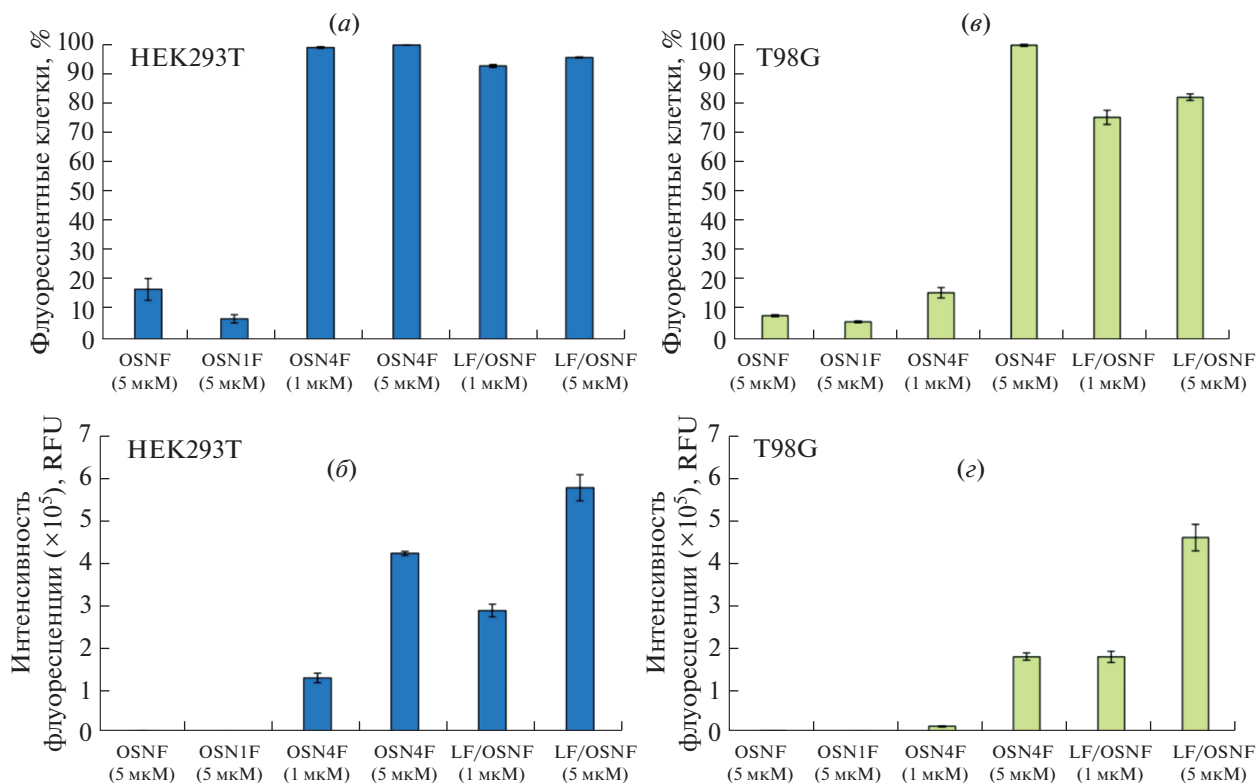 (а)
HEK293T
Флуоресцентные клетки, %
100
90
80
70
60
50
40
30
20
10
0
OSNF OSN1F OSN4F OSN4F LF/OSNF LF/OSNF
(5 мкМ) (5 мкМ) (1 мкМ) (5 мкМ) (1 мкМ) (5 мкМ)
(в)
T98G
Флуоресцентные клетки, %
100
90
80
70
60
50
40
30
20
10
0
OSNF OSN1F OSN4F OSN4F LF/OSNF LF/OSNF
(5 мкМ) (5 мкМ) (1 мкМ) (5 мкМ) (1 мкМ) (5 мкМ)
HEK293T
(б)
Интенсивность
флуоресценции (×10⁵), RFU
7
6
5
4
3
2
1
0
OSNF OSN1F OSN4F OSN4F LF/OSNF LF/OSNF
(5 мкМ) (5 мкМ) (1 мкМ) (5 мкМ) (1 мкМ) (5 мкМ)
T98G
(г)
Интенсивность
флуоресценции (×10⁵), RFU
7
6
5
4
3
2
1
0
OSNF OSN1F OSN4F OSN4F LF/OSNF LF/OSNF
(5 мкМ) (5 мкМ) (1 мкМ) (5 мкМ) (1 мкМ) (5 мкМ)